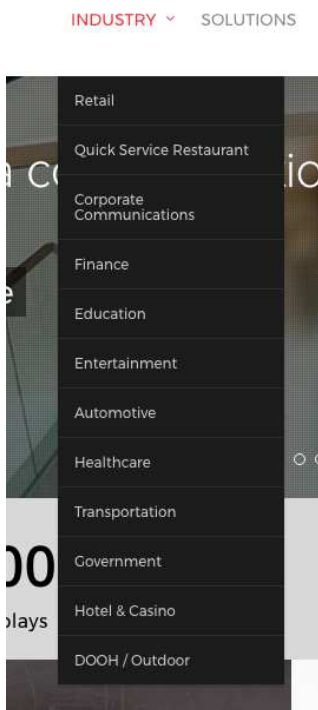 INDUSTRY SOLUTIONS
Retail
Quick Service Restaurant
Corporate
Communications
Finance
Education
Entertainment
Automotive
Healthcare
Transportation
Government
Hotel & Casino
DOOH / Outdoor